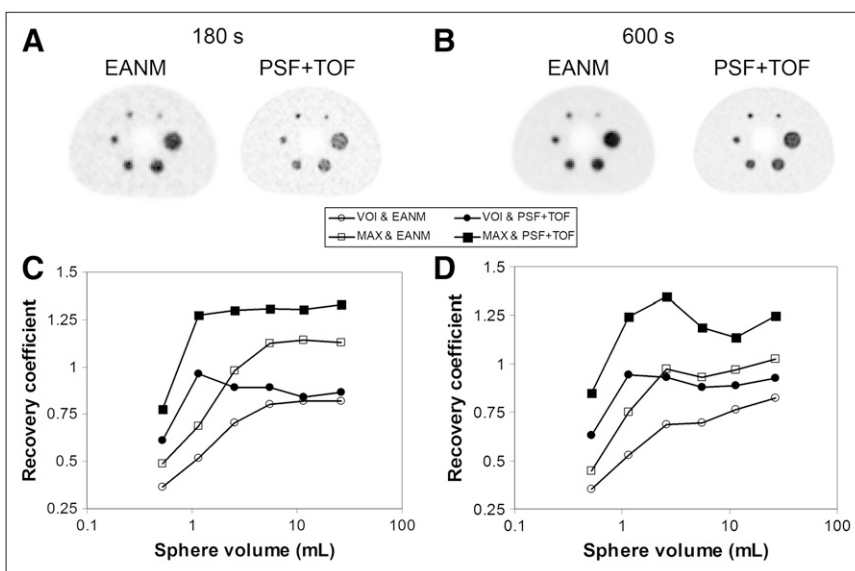 A
180 s
B
600 s
EANM
PSF+TOF
EANM
PSF+TOF
VOI & EANM
VOI & PSF+TOF
MAX & EANM
MAX & PSF+TOF
C
D
1.5
1.25
1
0.75
0.5
0.25
Recovery coefficient
0.1
1
10
100
Sphere volume (mL)
1.5
1.25
1
0.75
0.5
0.25
Recovery coefficient
0.1
1
10
100
Sphere volume (mL)